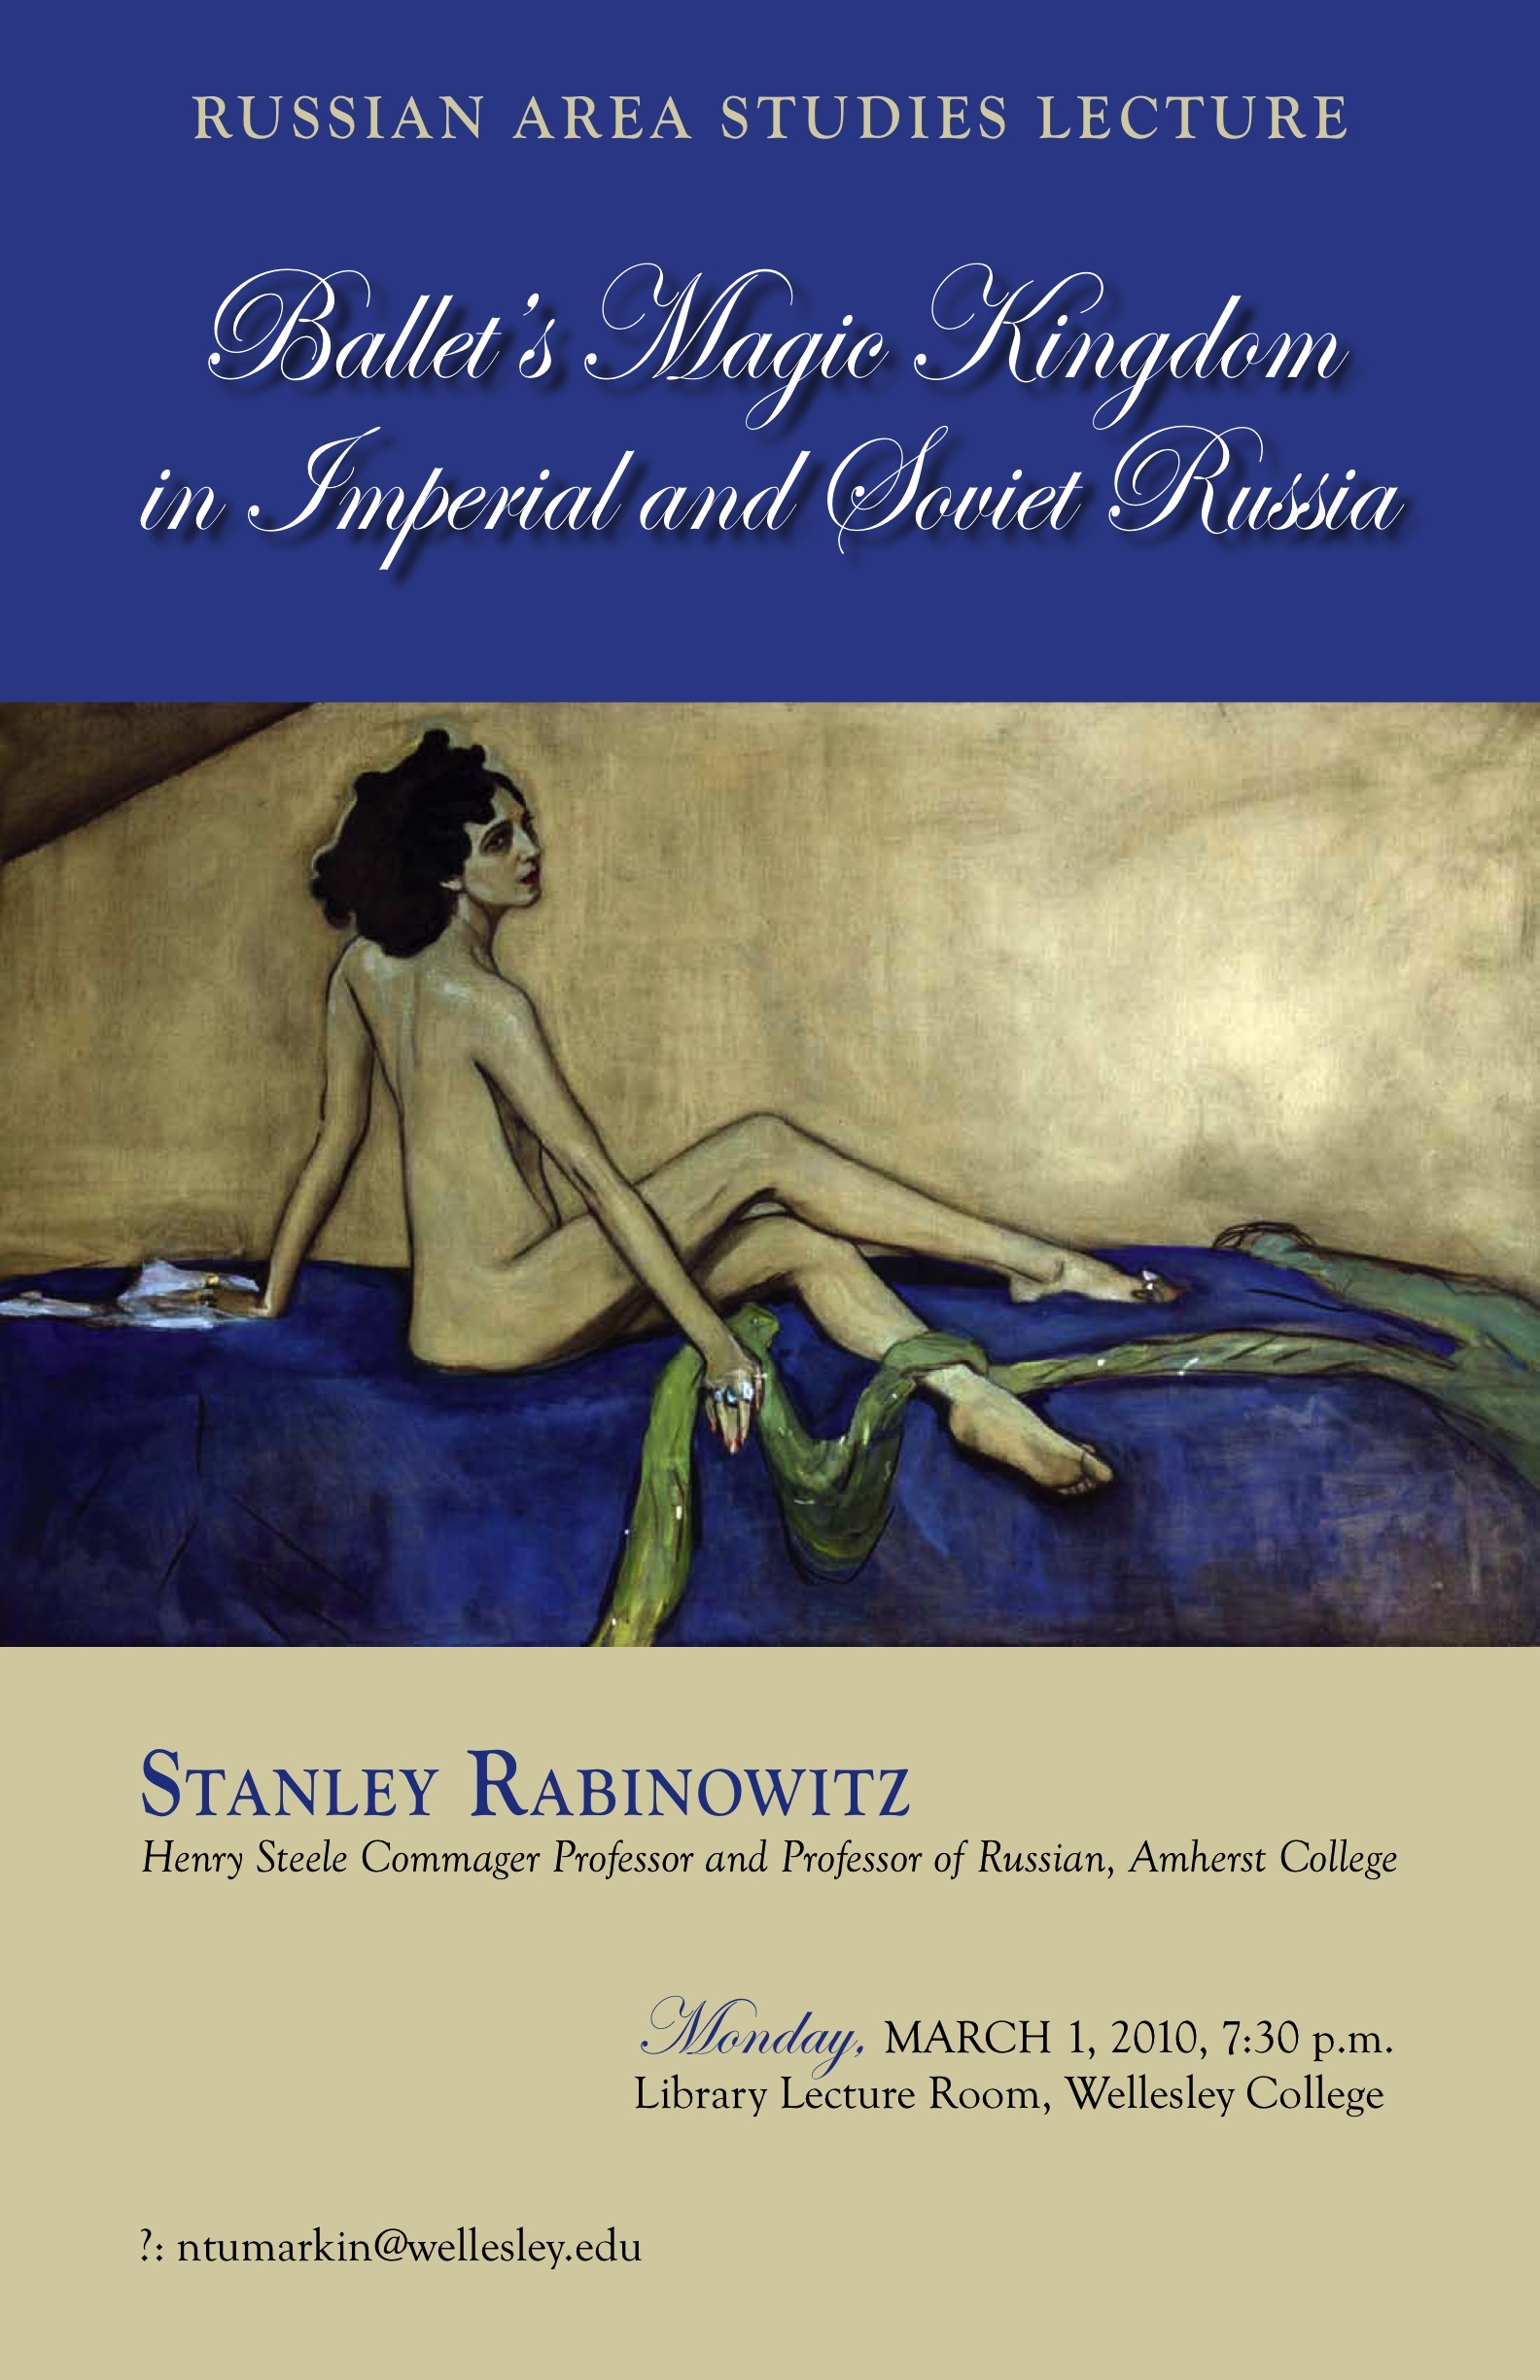 RUSSIAN AREA STUDIES LECTURE
Ballet's Magic Kingdom
in Imperial and Soviet Russia
STANLEY RABINOWITZ
Henry Steele Commager Professor and Professor of Russian, Amherst College
Monday, MARCH 1, 2010, 7:30 p.m.
Library Lecture Room, Wellesley College
?: ntumarkin@wellesley.edu